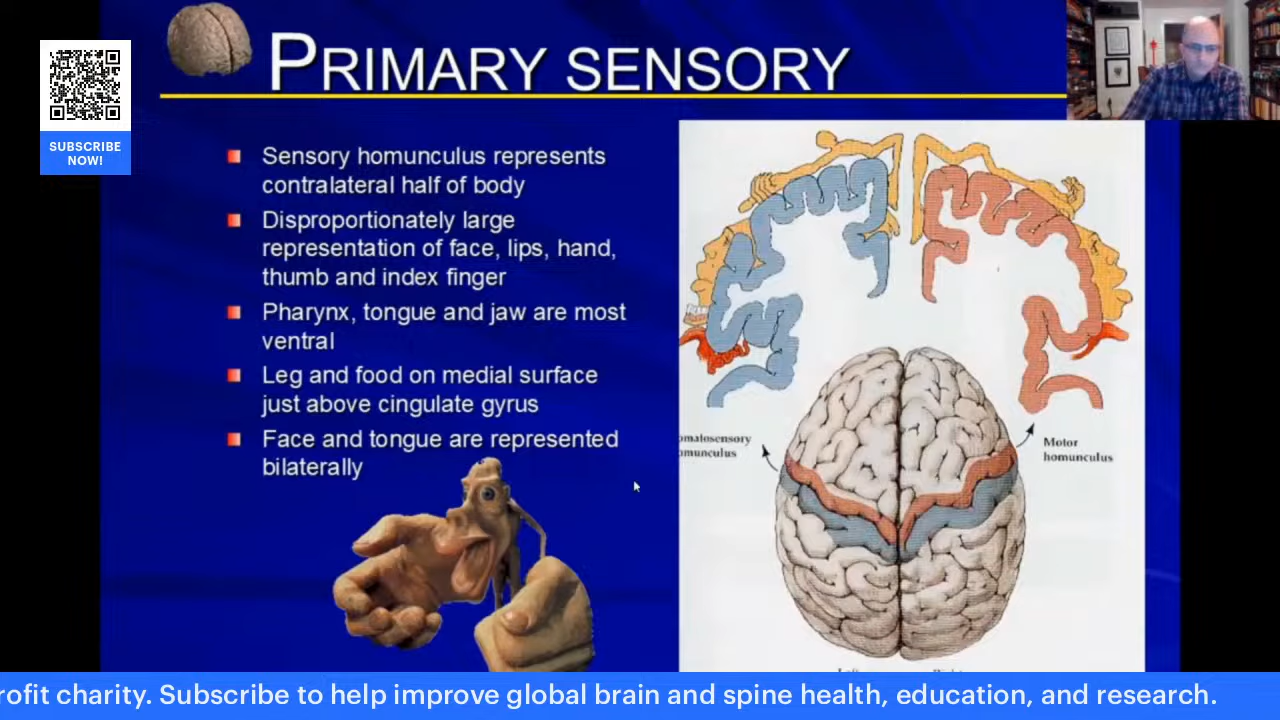 PRIMARY SENSORY
SUBSCRIBE
NOW!
Sensory homunculus represents
contralateral half of body
Disproportionately large
representation of face, lips, hand,
thumb and index finger
Pharynx, tongue and jaw are most
ventral
Leg and food on medial surface
just above cingulate gyrus
Face and tongue are represented
bilaterally
omatosensory
omunculus
Motor
homunculus
rofit charity. Subscribe to help improve global brain and spine health, education, and research.